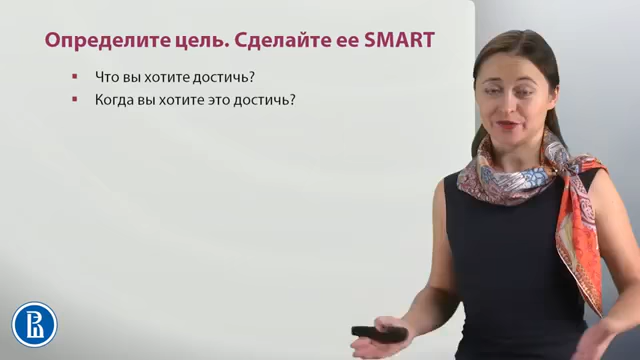 Определите цель. Сделайте ее SMART
Что вы хотите достичь?
Когда вы хотите это достичь?